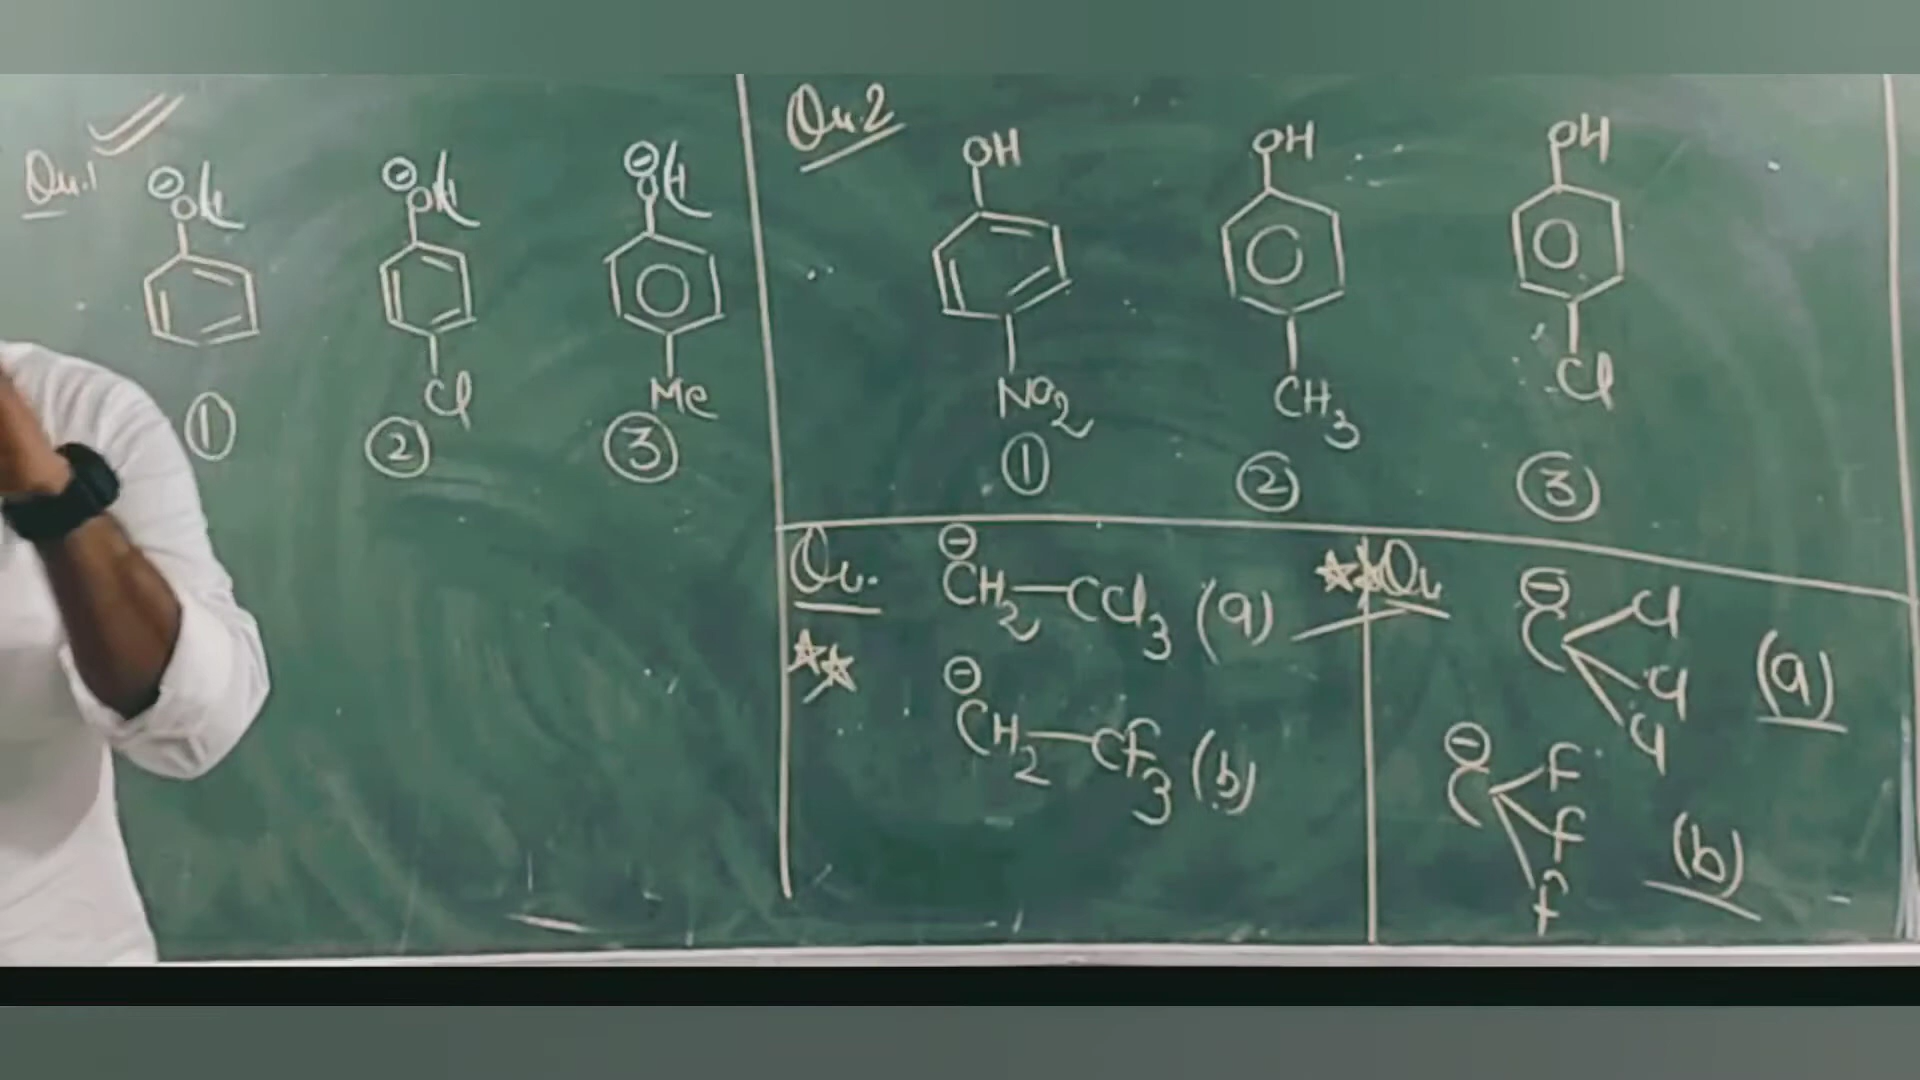 Qu.1
⊖ OH
⊖ OH
⊖ OH
Cl
Me
①
②
③
Qu.2
OH
OH
OH
NO2
CH3
Cl
①
②
③
Qu.
⊖
CH2—CCl3 (a)
⊖
CH2—CF3 (b)
Qu
⊖
C Cl
Cl
Cl
(a)
⊖
C F
F
F
(b)